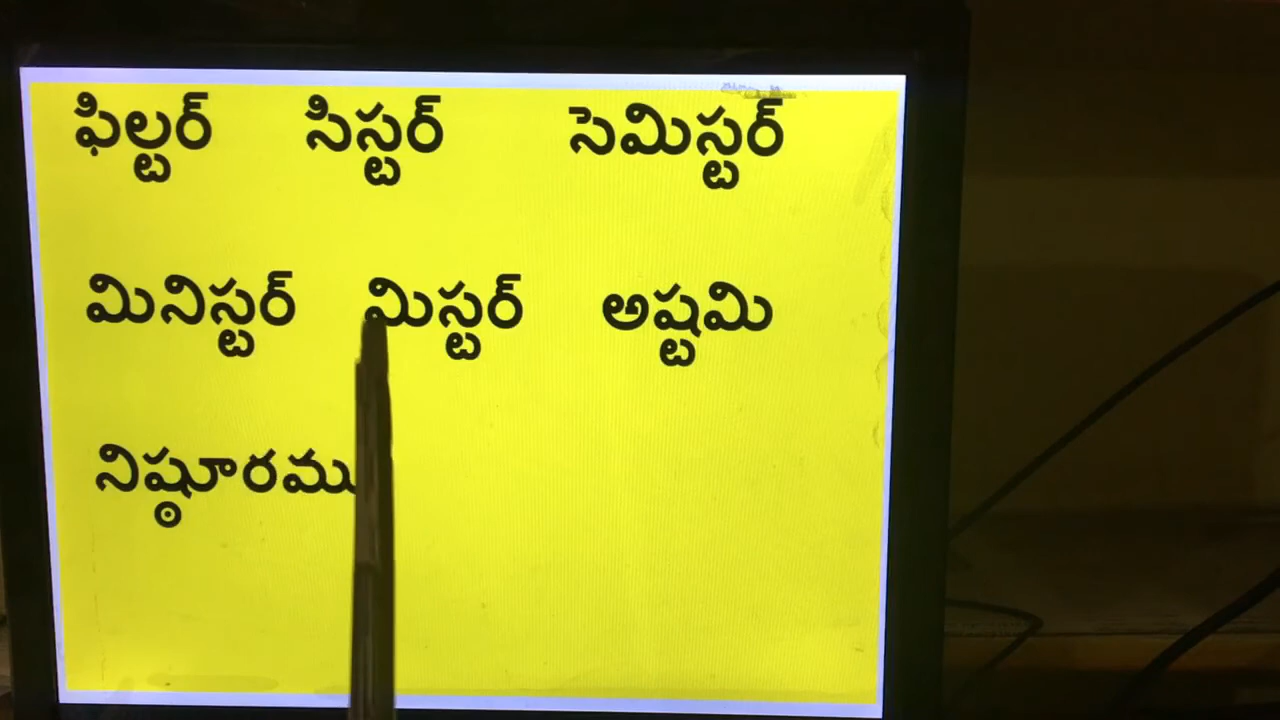 ఫిల్టర్ సిస్టర్ సెమిస్టర్
మినిస్టర్ మిస్టర్ అష్టమి
నిష్ఠూరము